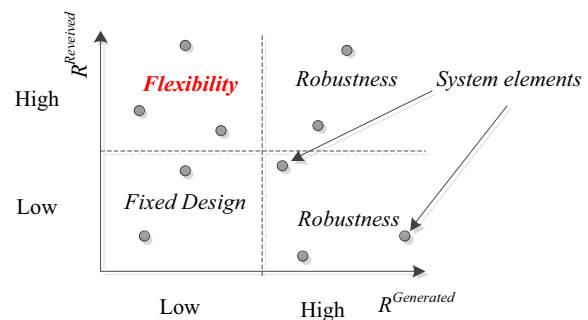 R^Reveived
High
Low
Flexibility
Robustness
System elements
Fixed Design
Robustness
Low
High
R^Generated